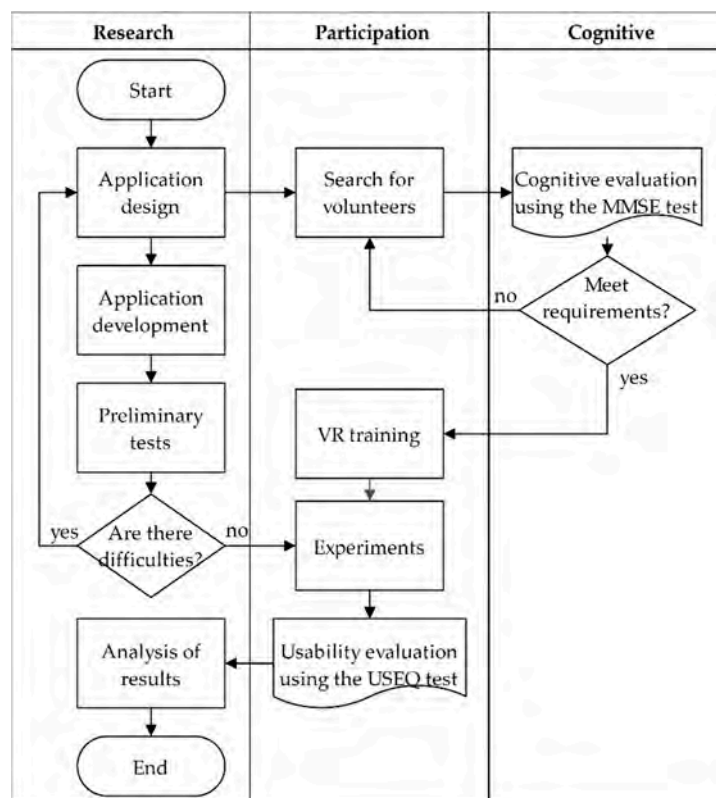 Research
Participation
Cognitive
Start
Application
design
Search for
volunteers
Cognitive evaluation
using the MMSE test
Application
development
Meet
requirements?
no
yes
Preliminary
tests
VR training
Are there
difficulties?
yes
no
Experiments
Analysis of
results
Usability evaluation
using the USEQ test
End